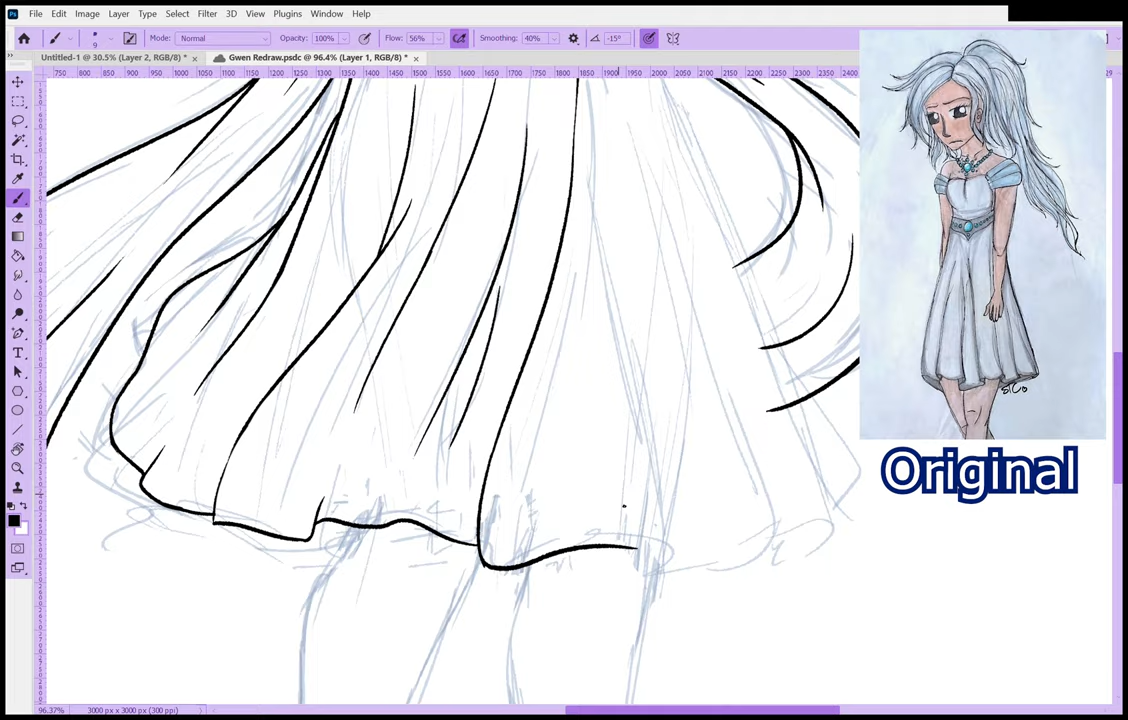 Ps File Edit Image Layer Type Select Filter 3D View Plugins Window Help
9 Mode: Normal Opacity: 100% Flow: 56% Smoothing: 40% -15°
Untitled-1 @ 30.5% (Layer 2, RGB/8) * × Gwen Redraw.psdc @ 96.4% (Layer 1, RGB/8) * ×
750 800 850 900 950 1000 1050 1100 1150 1200 1250 1300 1350 1400 1450 1500 1550 1600 1650 1700 1750 1800 1850 1900 1950 2000 2050 2100 2150 2200 2250 2300 2350 2400
Original
96.37% 3000 px x 3000 px (300 ppi)